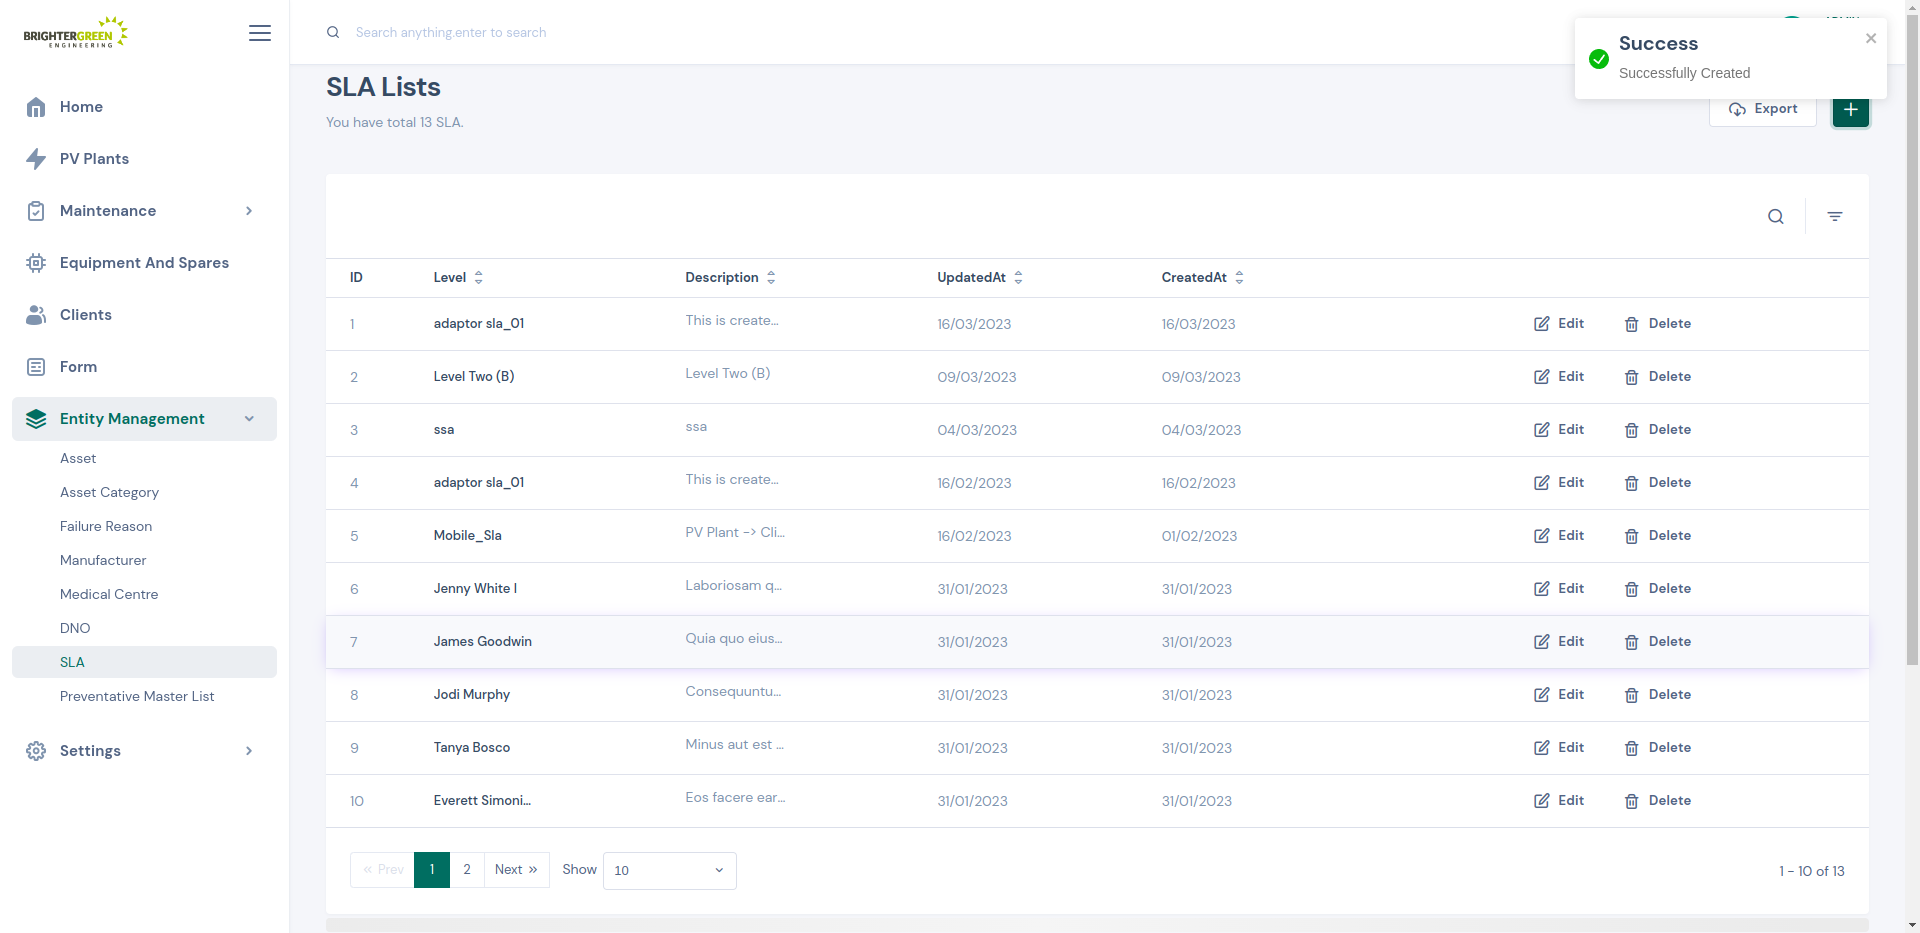 BRIGHTERGREEN
ENGINEERING
Search anything.enter to search
Success
Successfully Created
SLA Lists
You have total 13 SLA.
Export
Home
PV Plants
Maintenance
Equipment And Spares
Clients
Form
Entity Management
Asset
Asset Category
Failure Reason
Manufacturer
Medical Centre
DNO
SLA
Preventative Master List
Settings
ID Level Description UpdatedAt CreatedAt
1 adaptor sla_01 This is create... 16/03/2023 16/03/2023 Edit Delete
2 Level Two (B) Level Two (B) 09/03/2023 09/03/2023 Edit Delete
3 ssa ssa 04/03/2023 04/03/2023 Edit Delete
4 adaptor sla_01 This is create... 16/02/2023 16/02/2023 Edit Delete
5 Mobile_Sla PV Plant -> Cli... 16/02/2023 01/02/2023 Edit Delete
6 Jenny White I Laboriosam q... 31/01/2023 31/01/2023 Edit Delete
7 James Goodwin Quia quo eius... 31/01/2023 31/01/2023 Edit Delete
8 Jodi Murphy Consequuntu... 31/01/2023 31/01/2023 Edit Delete
9 Tanya Bosco Minus aut est ... 31/01/2023 31/01/2023 Edit Delete
10 Everett Simoni... Eos facere ear... 31/01/2023 31/01/2023 Edit Delete
« Prev 1 2 Next » Show 10 1 - 10 of 13